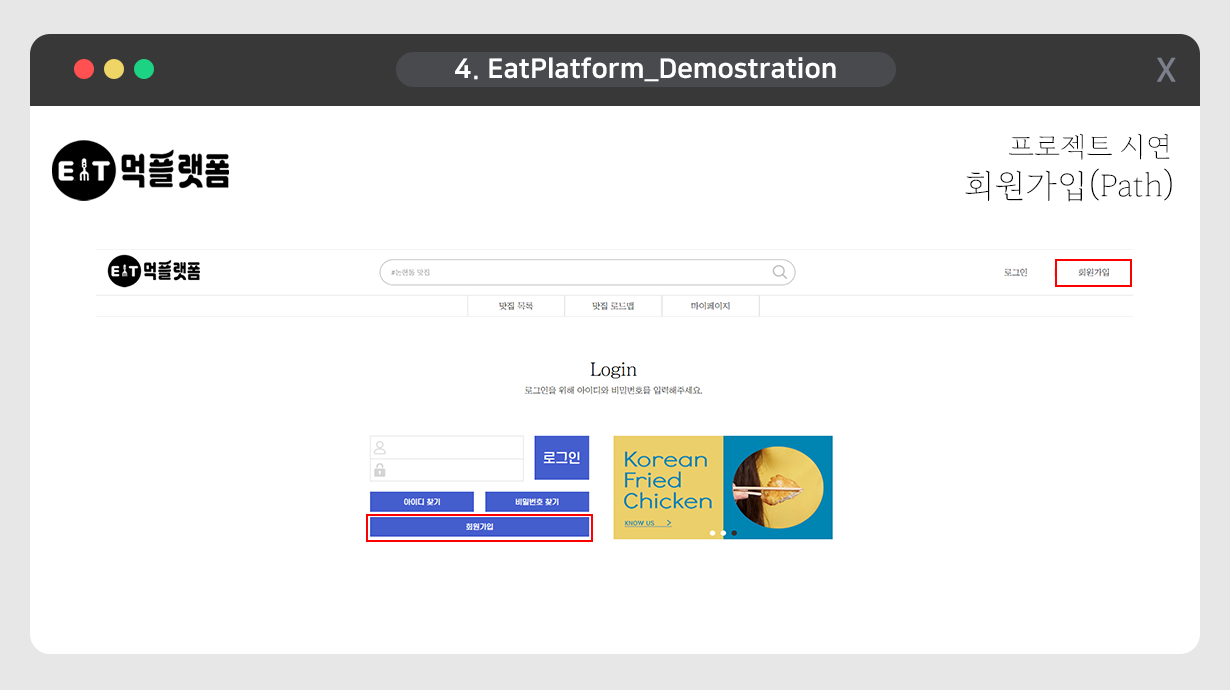 4. EatPlatform_Demostration
X
EAT 먹플랫폼
프로젝트 시연
회원가입(Path)
EAT 먹플랫폼
#논현동 맛집
로그인
회원가입
맛집 목록
맛집 로드맵
마이페이지
Login
로그인을 위해 아이디와 비밀번호를 입력해주세요.
로그인
아이디 찾기
비밀번호 찾기
회원가입
Korean
Fried
Chicken
KNOW US >